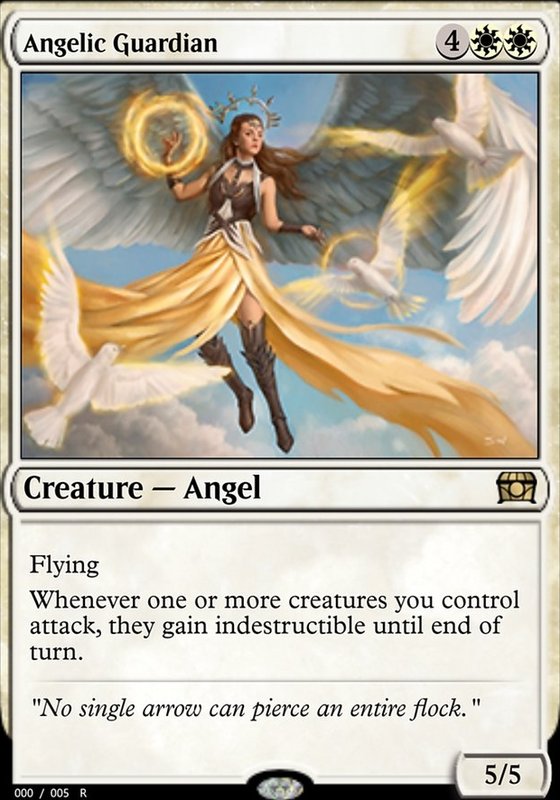 Angelic Guardian 4
Creature — Angel
Flying
Whenever one or more creatures you control
attack, they gain indestructible until end of
turn.
"No single arrow can pierce an entire flock."
5/5
000 / 005 R